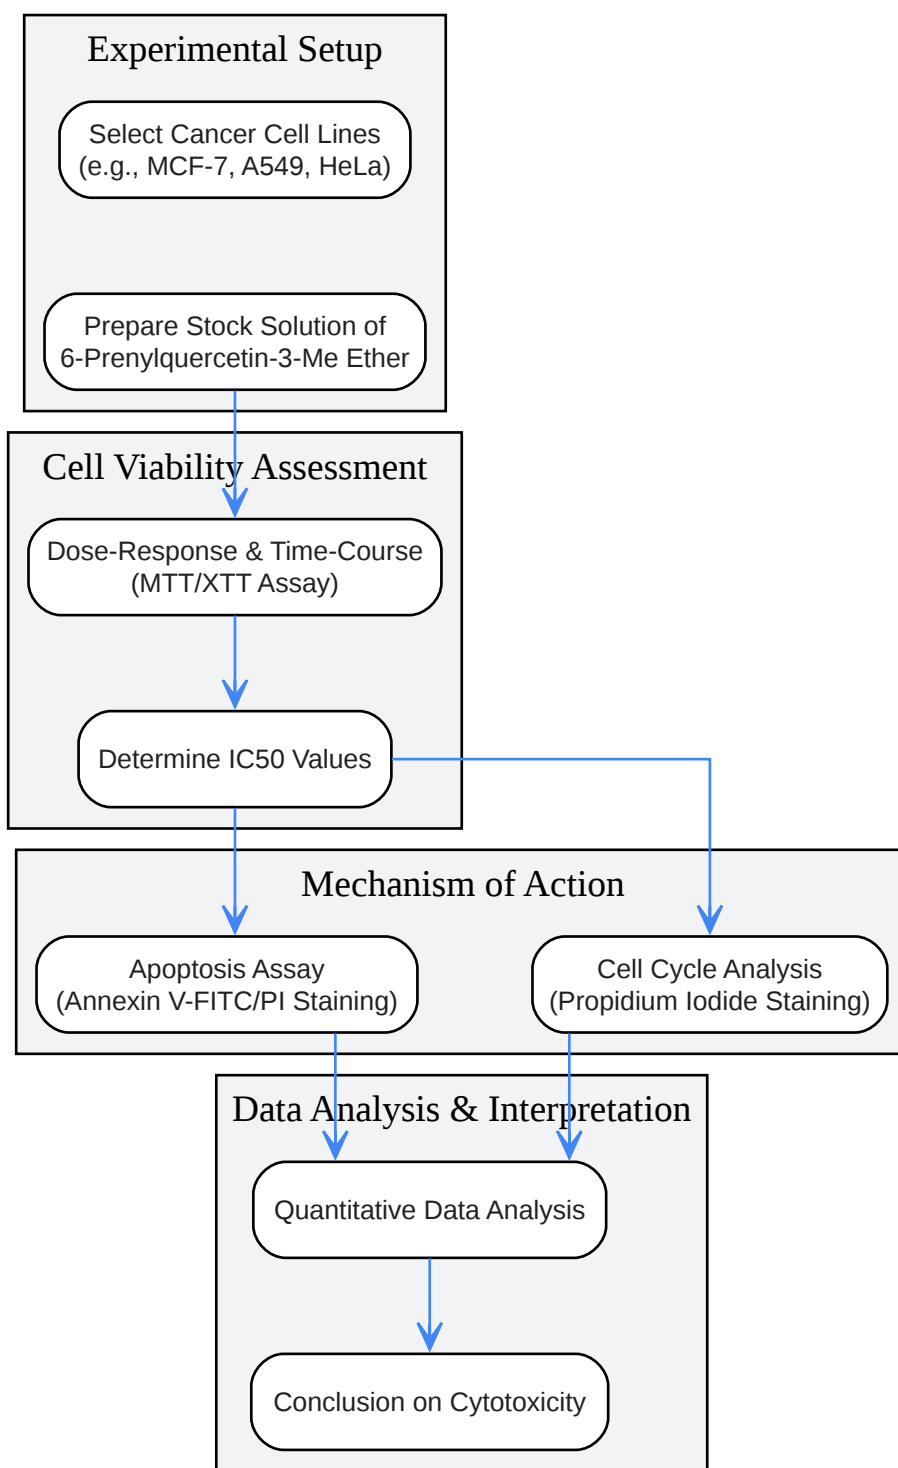 Experimental Setup
Select Cancer Cell Lines
(e.g., MCF-7, A549, HeLa)
Prepare Stock Solution of
6-Prenylquercetin-3-Me Ether
Cell Viability Assessment
Dose-Response & Time-Course
(MTT/XTT Assay)
Determine IC50 Values
Mechanism of Action
Apoptosis Assay
(Annexin V-FITC/PI Staining)
Cell Cycle Analysis
(Propidium Iodide Staining)
Data Analysis & Interpretation
Quantitative Data Analysis
Conclusion on Cytotoxicity